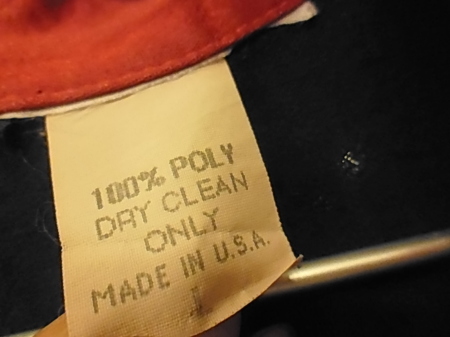 100% POLY
DRY CLEAN
ONLY
MADE IN U.S.A.